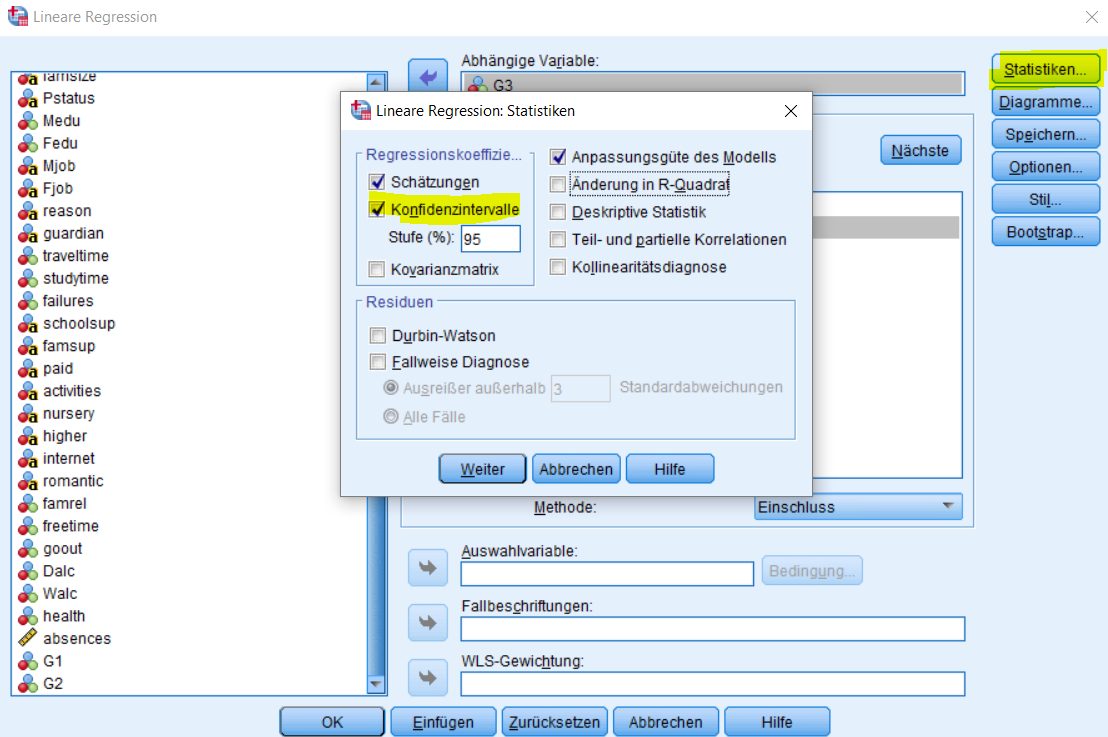 Lineare Regression
famsize
Pstatus
Medu
Fedu
Mjob
Fjob
reason
guardian
traveltime
studytime
failures
schoolsup
famsup
paid
activities
nursery
higher
internet
romantic
famrel
freetime
goout
Dalc
Walc
health
absences
G1
G2
Abhängige Variable:
G3
Nächste
Lineare Regression: Statistiken
Regressionskoeffizie...
Schätzungen
Konfidenzintervalle
Stufe (%): 95
Kovarianzmatrix
Anpassungsgüte des Modells
Änderung in R-Quadrat
Deskriptive Statistik
Teil- und partielle Korrelationen
Kollinearitätsdiagnose
Residuen
Durbin-Watson
Fallweise Diagnose
Ausreißer außerhalb 3 Standardabweichungen
Alle Fälle
Weiter Abbrechen Hilfe
Methode: Einschluss
Auswahlvariable:
Bedingung...
Fallbeschriftungen:
WLS-Gewichtung:
Statistiken...
Diagramme...
Speichern...
Optionen...
Stil...
Bootstrap...
OK Einfügen Zurücksetzen Abbrechen Hilfe